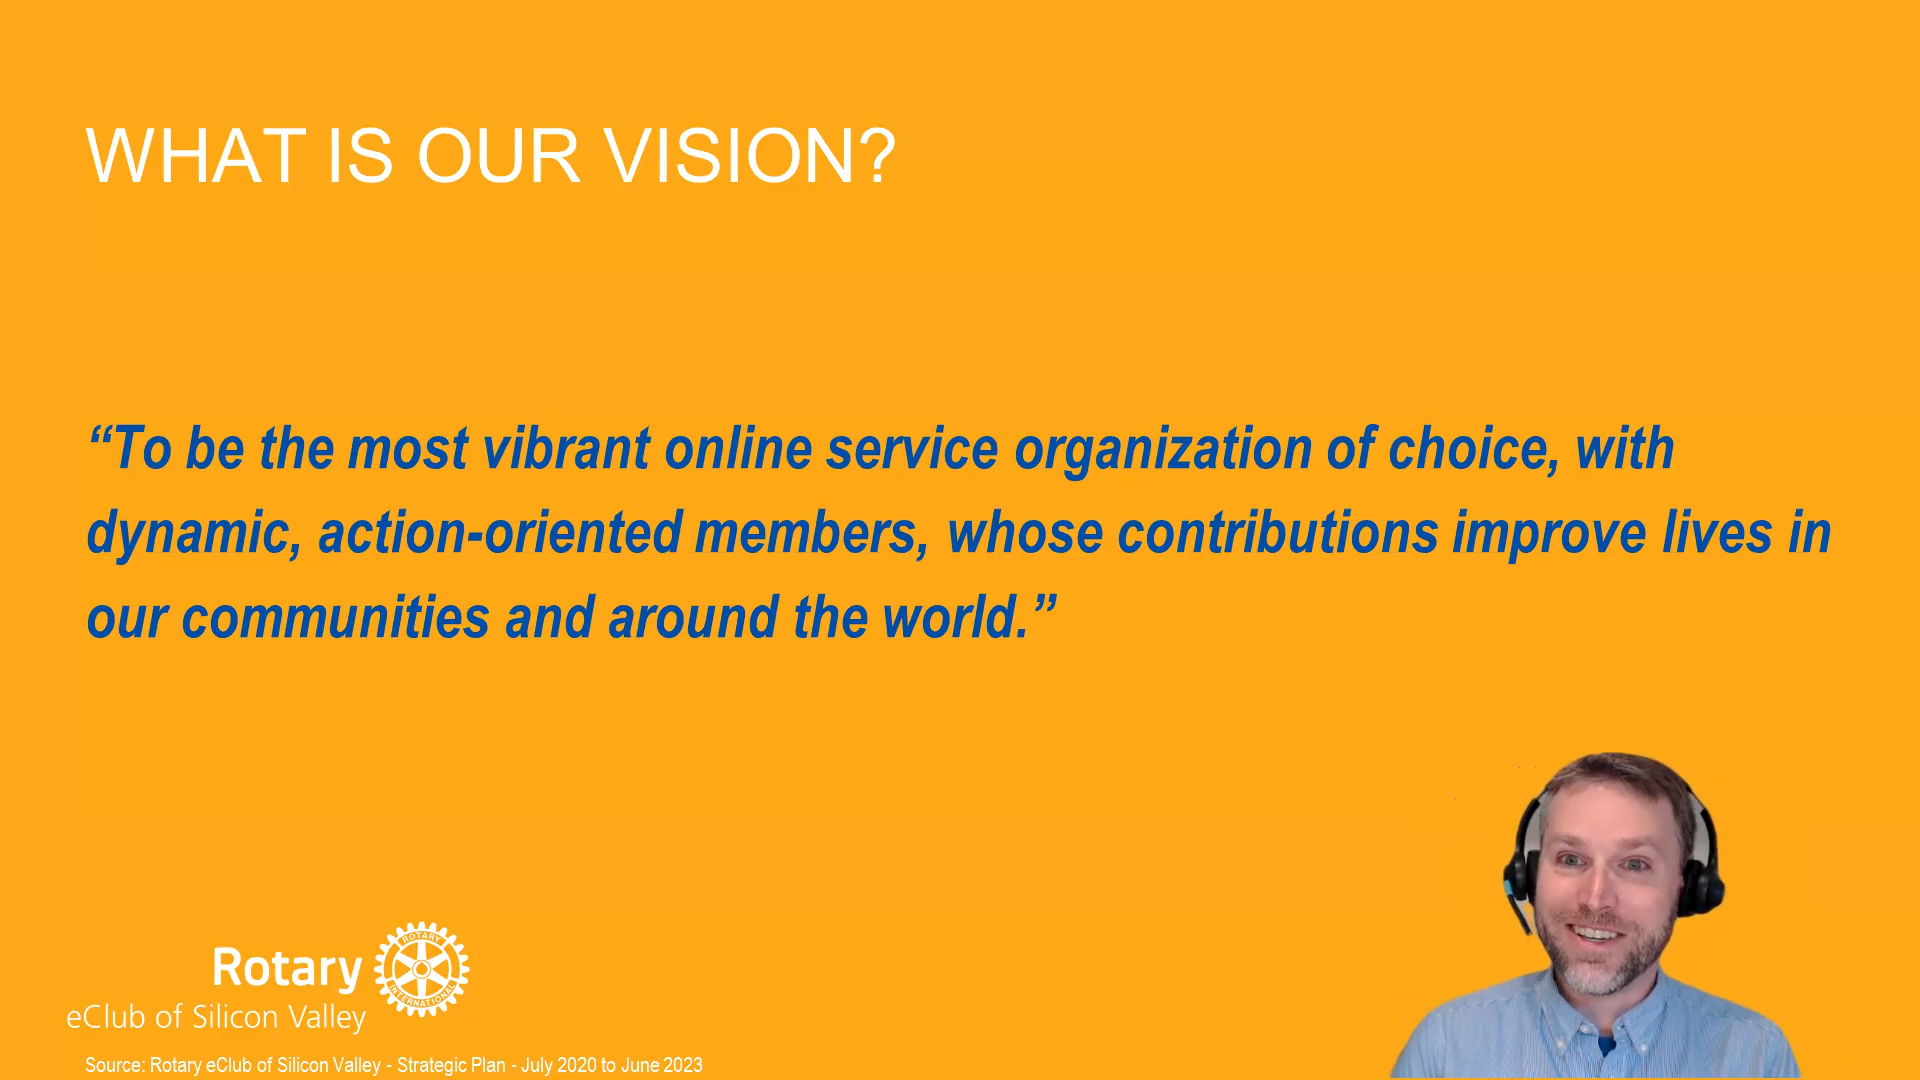 WHAT IS OUR VISION?
“To be the most vibrant online service organization of choice, with
dynamic, action-oriented members, whose contributions improve lives in
our communities and around the world.”
Rotary
ROTARY
INTERNATIONAL
eClub of Silicon Valley
Source: Rotary eClub of Silicon Valley - Strategic Plan - July 2020 to June 2023